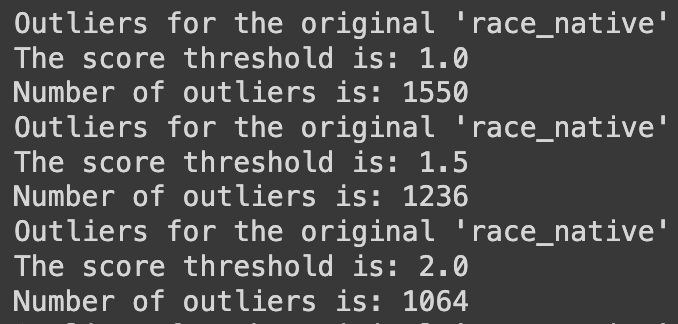 Outliers for the original 'race_native'
The score threshold is: 1.0
Number of outliers is: 1550
Outliers for the original 'race_native'
The score threshold is: 1.5
Number of outliers is: 1236
Outliers for the original 'race_native'
The score threshold is: 2.0
Number of outliers is: 1064